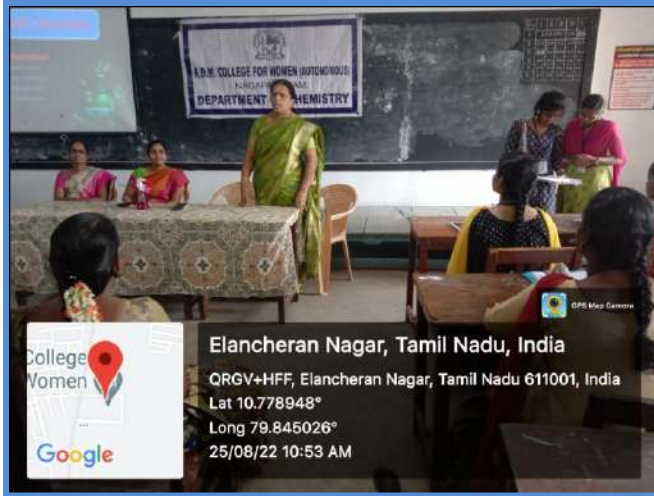 A.D.M. COLLEGE FOR WOMEN (AUTONOMOUS)
NAGAPATTINAM,
DEPARTMENT OF CHEMISTRY
GPS Map Camera
College
Women
Google
Elancheran Nagar, Tamil Nadu, India
QRGV+HFF, Elancheran Nagar, Tamil Nadu 611001, India
Lat 10.778948°
Long 79.845026°
25/08/22 10:53 AM